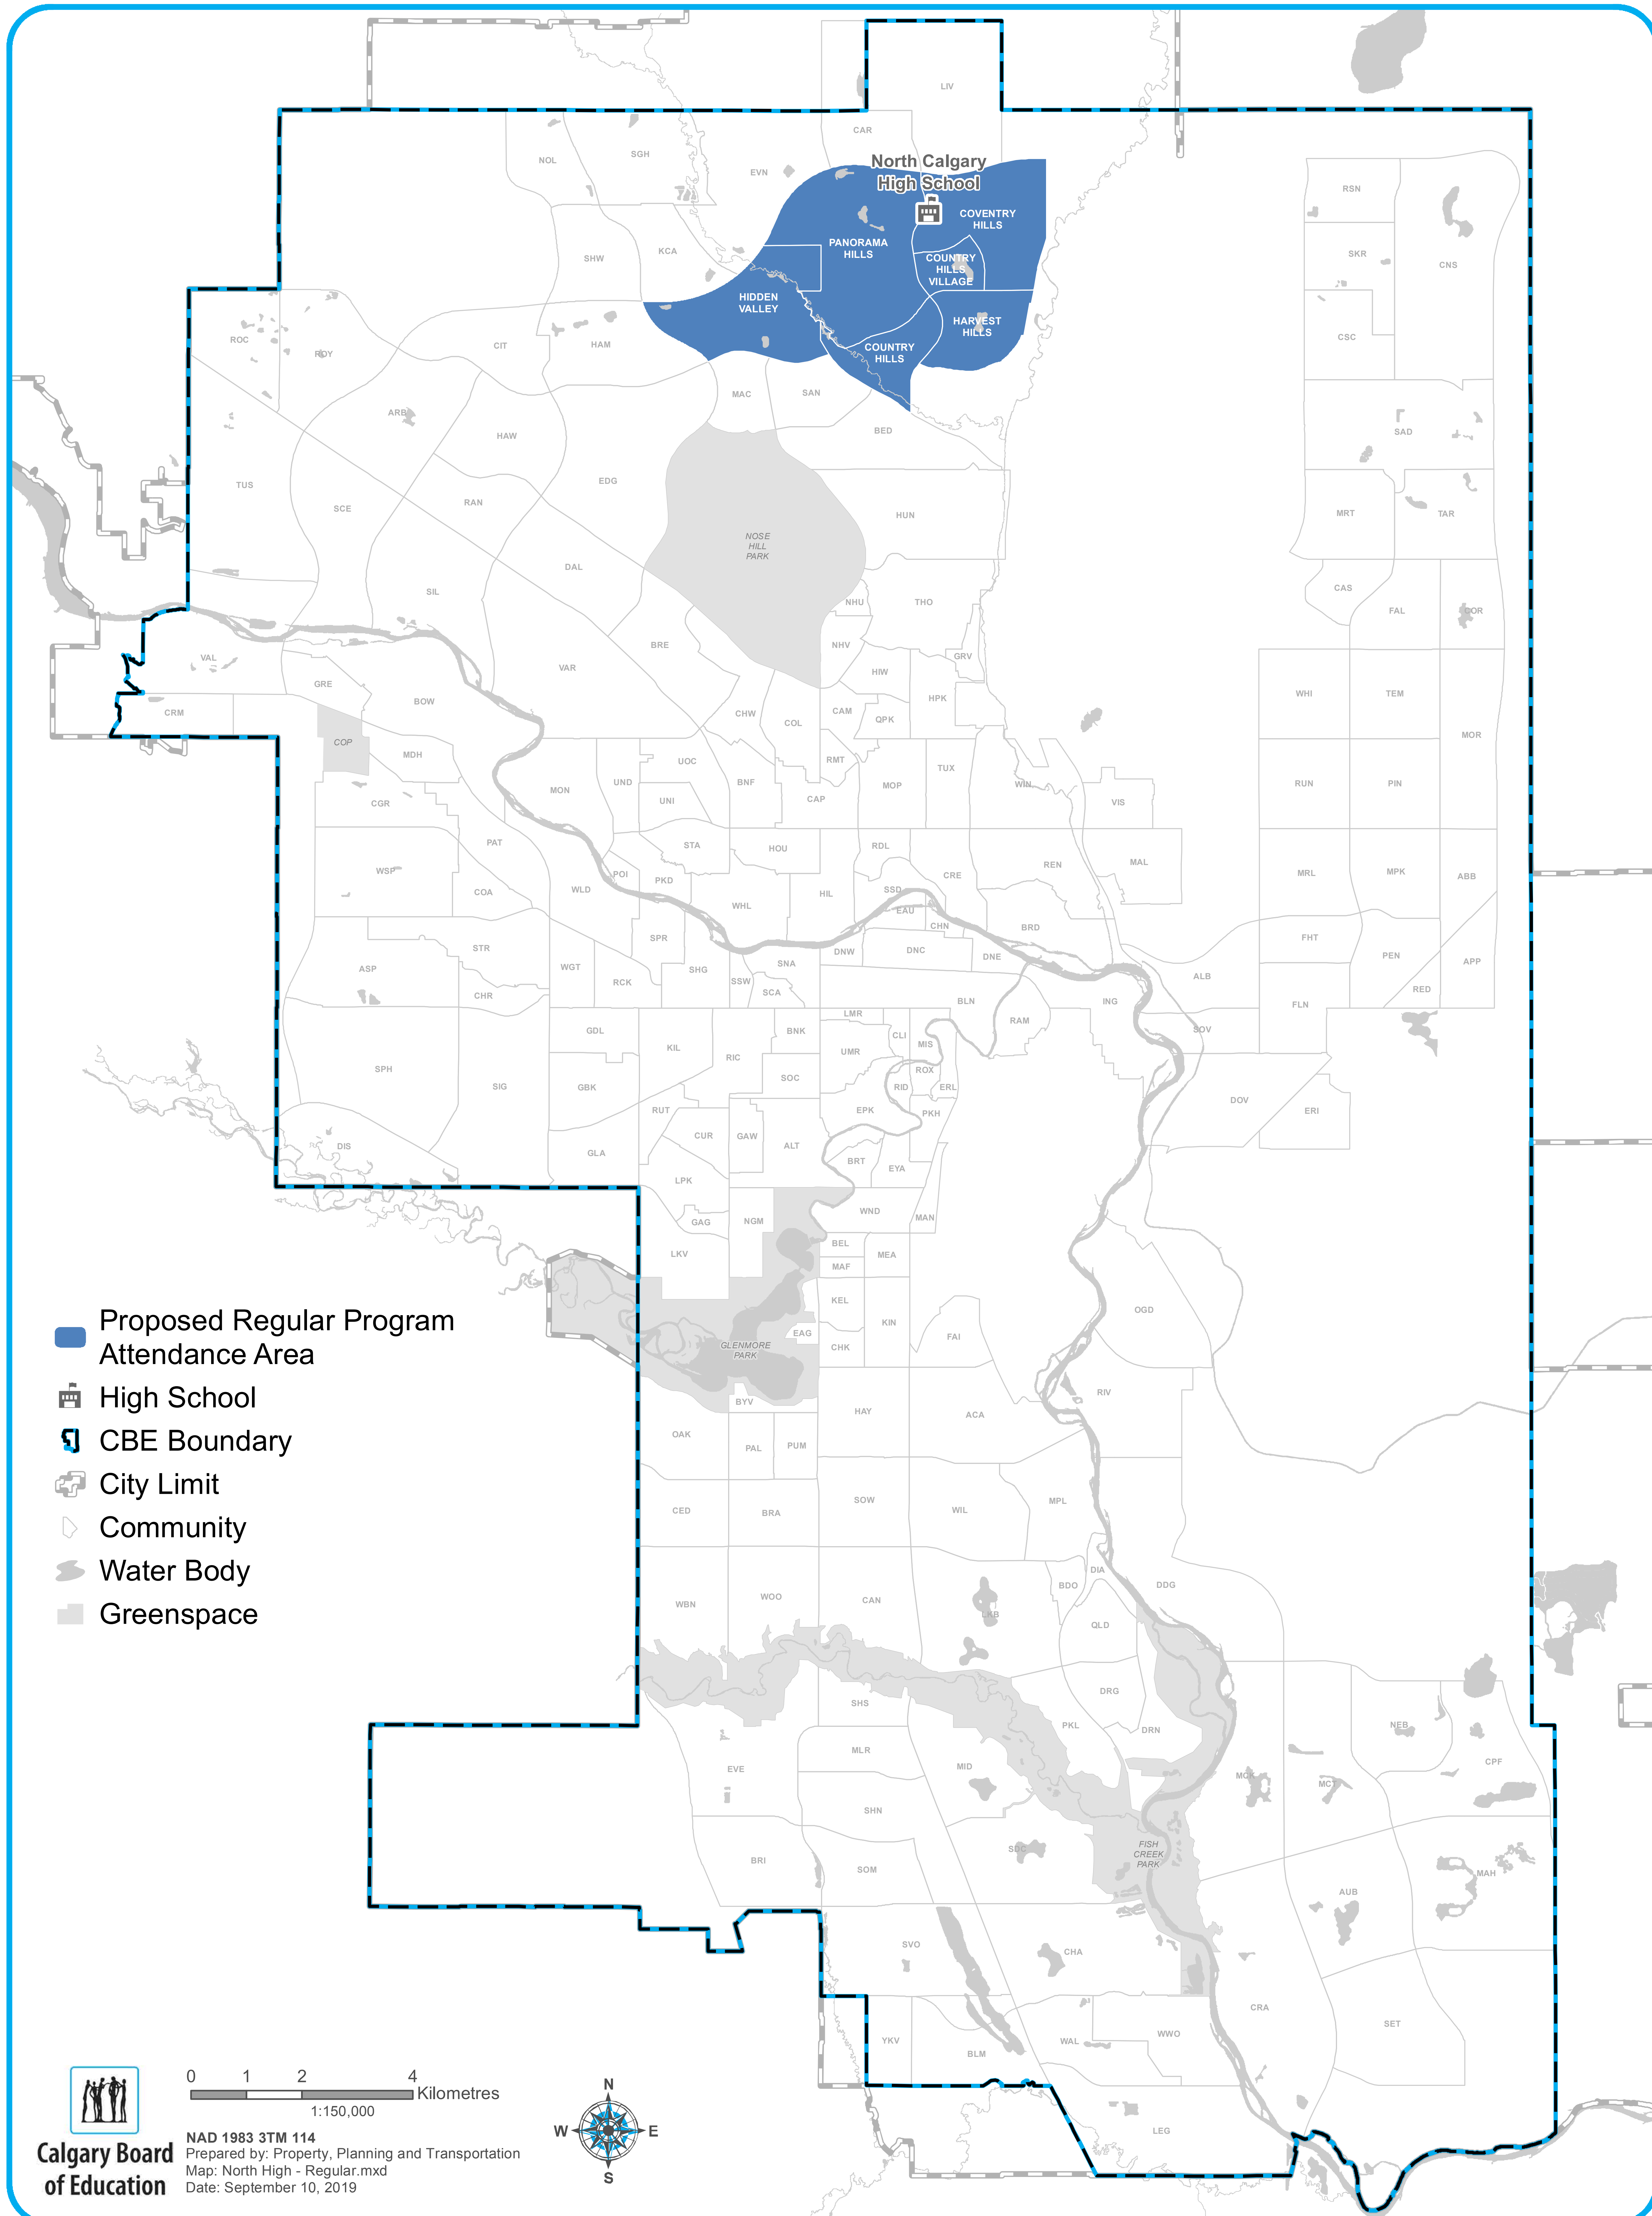 LIV
CAR
North Calgary
High School
NOL
SGH
EVN
RSN
COVENTRY
HILLS
PANORAMA
HILLS
SHW
KCA
COUNTRY
HILLS
VILLAGE
SKR
CNS
HIDDEN
VALLEY
HARVEST
HILLS
ROC
ROY
CIT
HAM
COUNTRY
HILLS
CSC
MAC
SAN
ARB
HAW
BED
SAD
TUS
SCE
RAN
EDG
HUN
MRT
TAR
NOSE
HILL
PARK
DAL
SIL
NHU
THO
CAS
FAL
COR
VAL
VAR
BRE
NHV
GRV
HIW
GRE
BOW
CRM
CHW
COL
CAM
QPK
HPK
WHI
TEM
MOR
COP
MDH
UOC
RMT
TUX
CGR
MON
UND
UNI
BNF
CAP
MOP
WIN
VIS
RUN
PIN
PAT
STA
HOU
RDL
REN
MAL
WSP
COA
WLD
POI
PKD
WHL
HIL
SSD
CRE
EAU
MRL
MPK
ABB
CHN
BRD
STR
SPR
DNW
DNC
DNE
FHT
PEN
APP
ASP
CHR
WGT
RCK
SHG
SSW
SNA
SCA
BLN
ING
ALB
RED
FLN
GDL
KIL
RIC
BNK
LMR
UMR
CLI
MIS
RAM
SOV
SPH
SIG
GBK
SOC
RID
ROX
ERL
DOV
ERI
RUT
EPK
PKH
DIS
GLA
CUR
GAW
ALT
BRT
EYA
LPK
GAG
NGM
WND
MAN
LKV
BEL
MEA
MAF
KEL
KIN
FAI
OGD
EAG
CHK
GLENMORE
PARK
BYV
RIV
HAY
ACA
OAK
PAL
PUM
CED
BRA
SOW
WIL
MPL
WBN
WOO
CAN
LKB
BDO
DIA
DDG
QLD
DRG
SHS
PKL
DRN
NEB
MLR
EVE
MID
MCK
MCT
CPF
SHN
BRI
SOM
SDC
FISH
CREEK
PARK
AUB
MAH
SVO
CHA
CRA
YKV
BLM
WAL
WWO
SET
LEG
Proposed Regular Program
Attendance Area
High School
CBE Boundary
City Limit
Community
Water Body
Greenspace
0 1 2 4
Kilometres
1:150,000
N
W E
S
Calgary Board
of Education
NAD 1983 3TM 114
Prepared by: Property, Planning and Transportation
Map: North High - Regular.mxd
Date: September 10, 2019